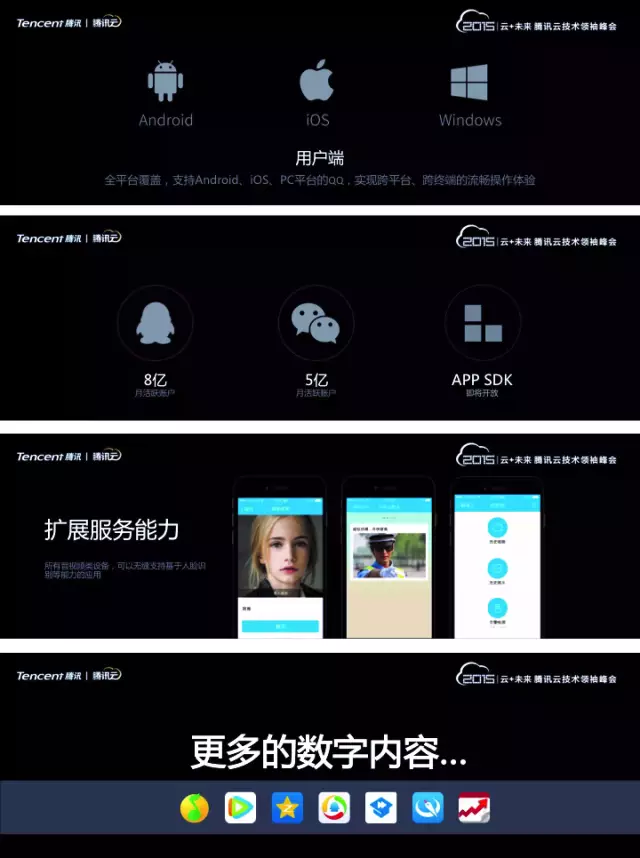 Tencent 腾讯 | 腾讯云
2015 云+未来 腾讯云技术领袖峰会
Android
iOS
Windows
用户端
全平台覆盖，支持Android、iOS、PC平台的QQ，实现跨平台、跨终端的流畅操作体验
Tencent 腾讯 | 腾讯云
2015 云+未来 腾讯云技术领袖峰会
8亿
5亿
APP SDK
月活跃账户
月活跃账户
即将开放
Tencent 腾讯 | 腾讯云
2015 云+未来 腾讯云技术领袖峰会
扩展服务能力
所有音视频类设备，可以无缝支持基于人脸识
别等能力的应用
Tencent 腾讯 | 腾讯云
2015 云+未来 腾讯云技术领袖峰会
更多的数字内容...